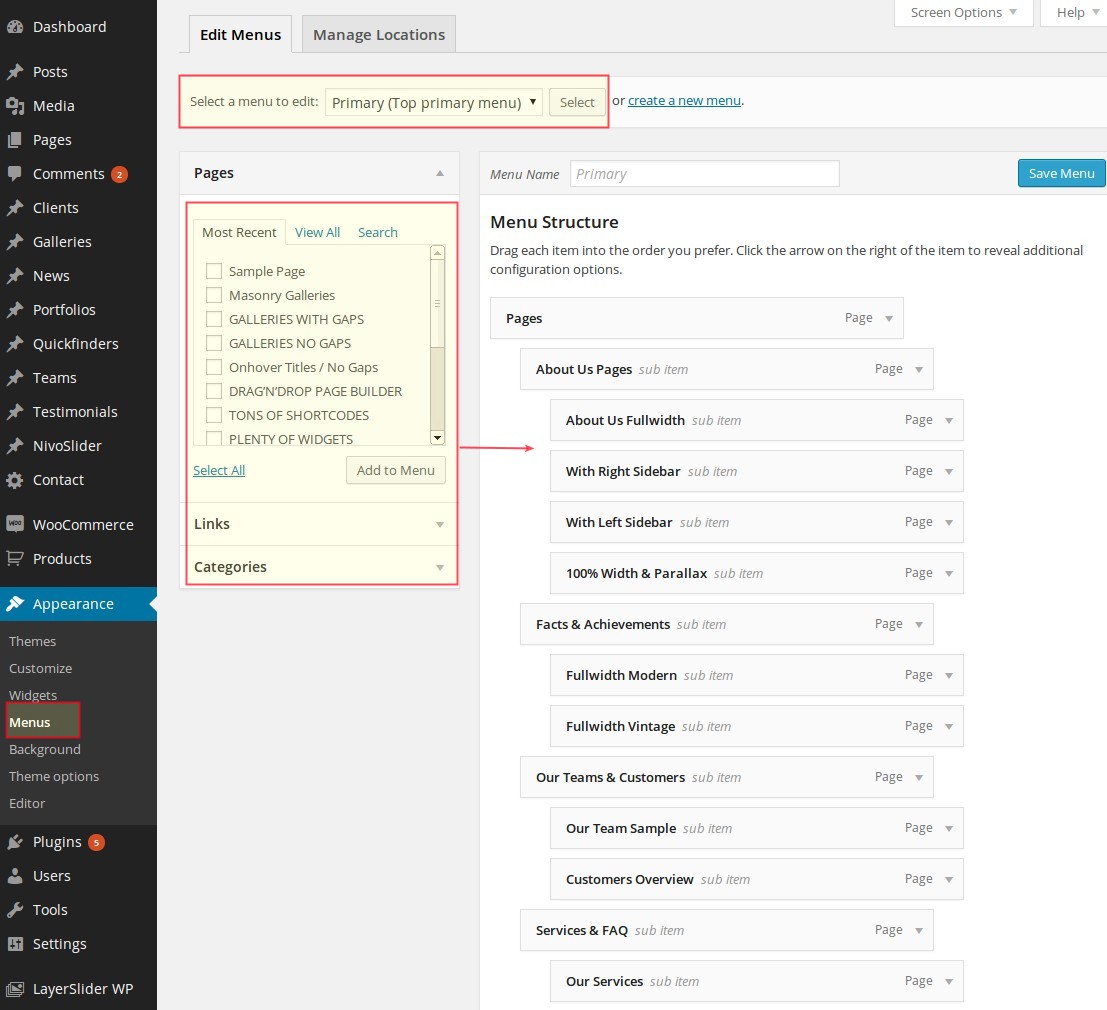 Dashboard
Posts
Media
Pages
Comments 2
Clients
Galleries
News
Portfolios
Quickfinders
Teams
Testimonials
NivoSlider
Contact
WOO WooCommerce
Products
Appearance
Themes
Customize
Widgets
Menus
Background
Theme options
Editor
Plugins 5
Users
Tools
Settings
LayerSlider WP
Screen Options Help
Edit Menus Manage Locations
Select a menu to edit: Primary (Top primary menu) Select or create a new menu.
Pages
Most Recent View All Search
Sample Page
Masonry Galleries
GALLERIES WITH GAPS
GALLERIES NO GAPS
Onhover Titles / No Gaps
DRAG'N'DROP PAGE BUILDER
TONS OF SHORTCODES
PLENTY OF WIDGETS
Select All Add to Menu
Links
Categories
Menu Name Primary Save Menu
Menu Structure
Drag each item into the order you prefer. Click the arrow on the right of the item to reveal additional
configuration options.
Pages Page
About Us Pages sub item Page
About Us Fullwidth sub item Page
With Right Sidebar sub item Page
With Left Sidebar sub item Page
100% Width & Parallax sub item Page
Facts & Achievements sub item Page
Fullwidth Modern sub item Page
Fullwidth Vintage sub item Page
Our Teams & Customers sub item Page
Our Team Sample sub item Page
Customers Overview sub item Page
Services & FAQ sub item Page
Our Services sub item Page